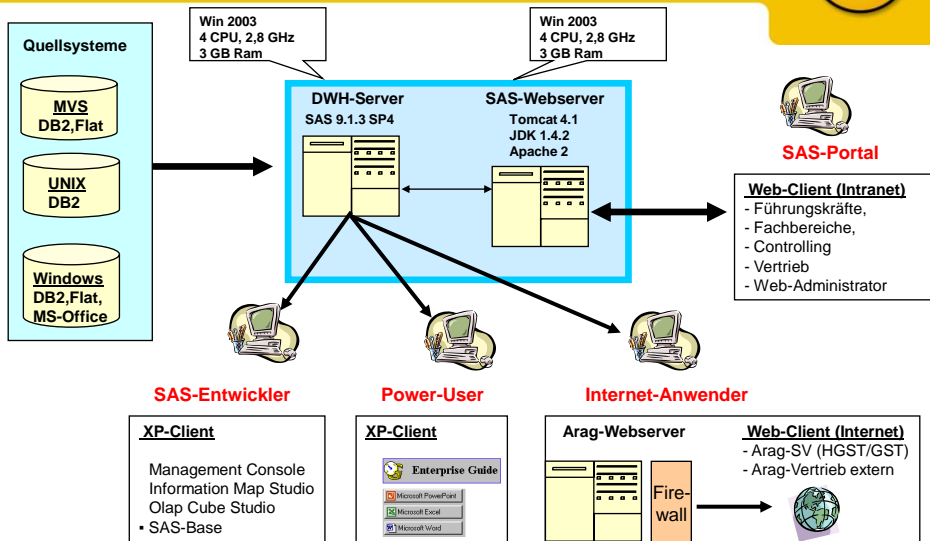 Win 2003
4 CPU, 2,8 GHz
3 GB Ram
Win 2003
4 CPU, 2,8 GHz
3 GB Ram
Quellsysteme
MVS
DB2,Flat
UNIX
DB2
Windows
DB2,Flat,
MS-Office
DWH-Server
SAS 9.1.3 SP4
SAS-Webserver
Tomcat 4.1
JDK 1.4.2
Apache 2
SAS-Portal
Web-Client (Intranet)
- Führungskräfte,
- Fachbereiche,
- Controlling
- Vertrieb
- Web-Administrator
SAS-Entwickler
XP-Client
Management Console
Information Map Studio
Olap Cube Studio
▪ SAS-Base
Power-User
XP-Client
Enterprise Guide
Microsoft PowerPoint
Microsoft Excel
Microsoft Word
Internet-Anwender
Arag-Webserver
Fire-
wall
Web-Client (Internet)
- Arag-SV (HGST/GST)
- Arag-Vertrieb extern